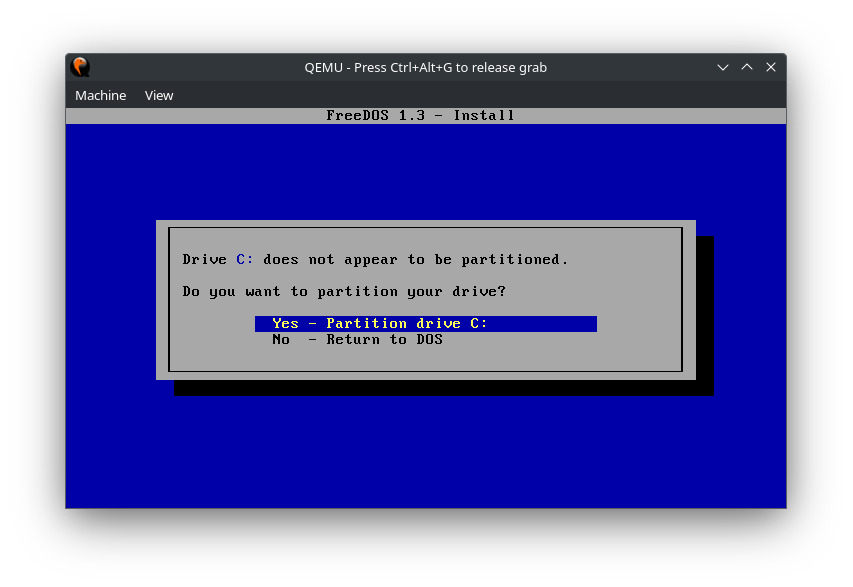 QEMU - Press Ctrl+Alt+G to release grab
Machine View
FreeDOS 1.3 - Install
Drive C: does not appear to be partitioned.
Do you want to partition your drive?
Yes - Partition drive C:
No - Return to DOS